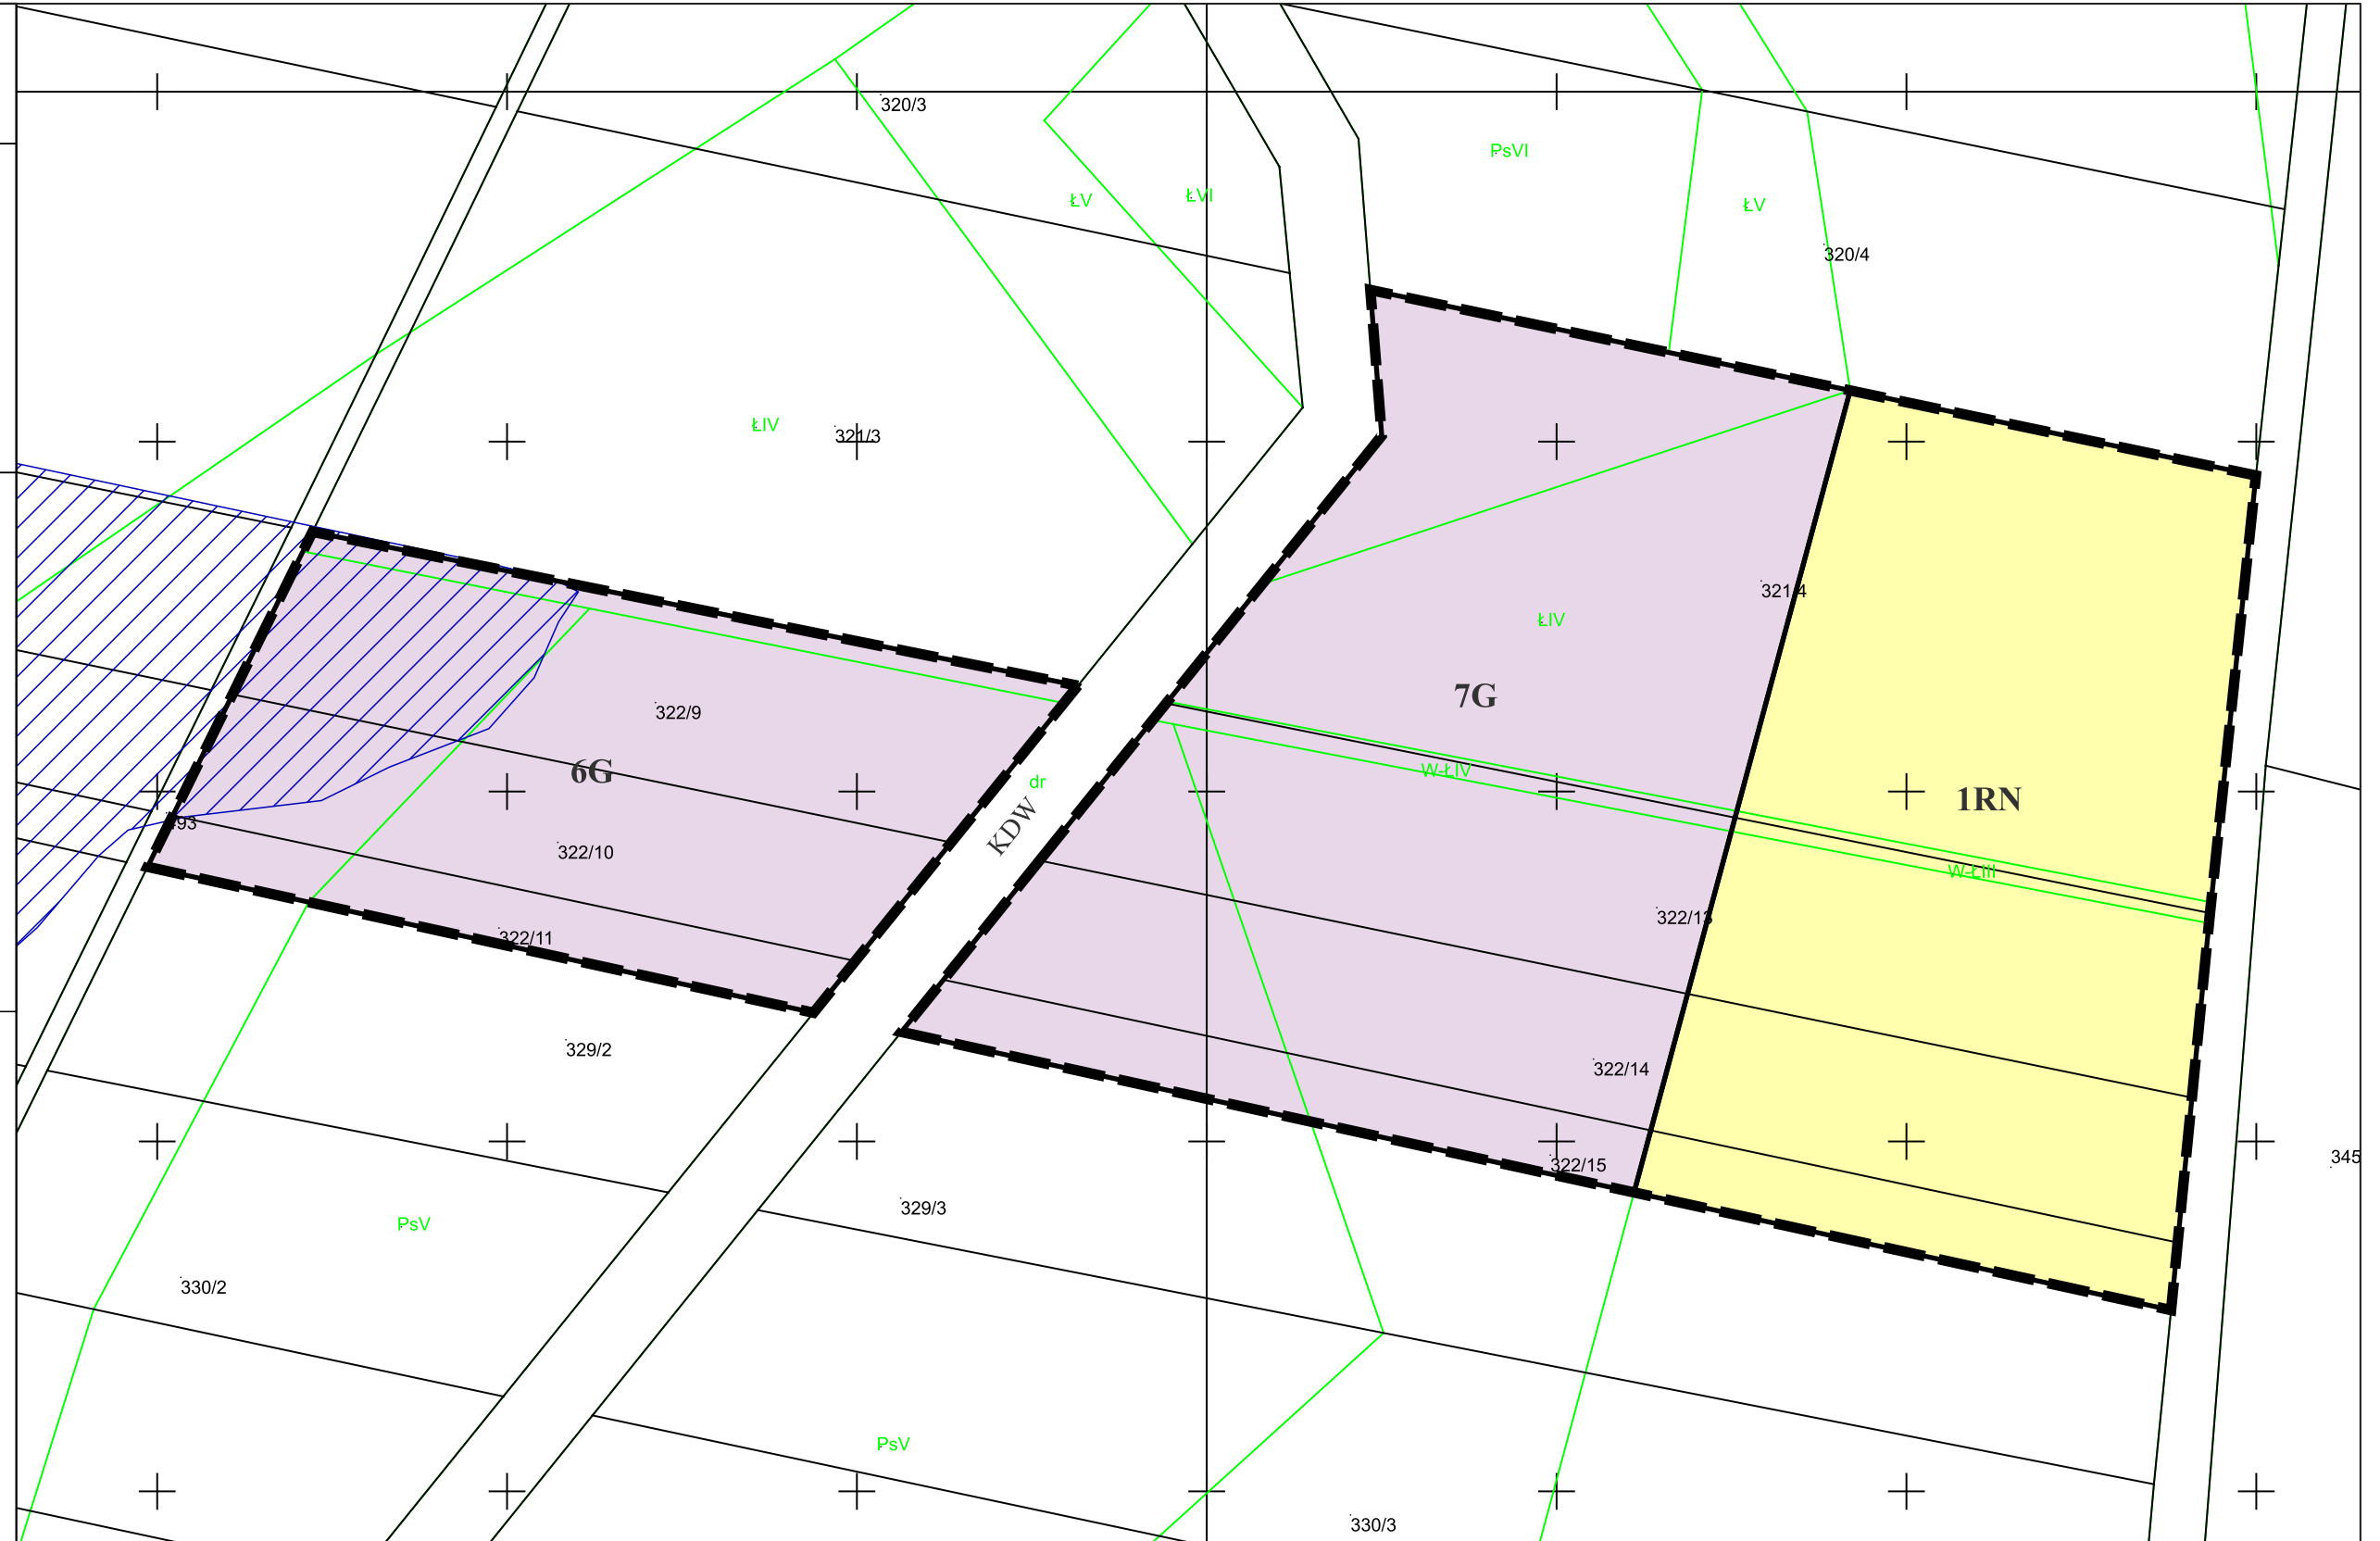 320/3
PsVI
ŁV
ŁVI
ŁV
320/4
ŁIV
321/3
321/4
ŁIV
7G
322/9
6G
W-ŁIV
dr
1RN
KDW
322/10
W-ŁIII
322/13
322/11
329/2
322/14
322/15
345
329/3
PsV
330/2
PsV
330/3